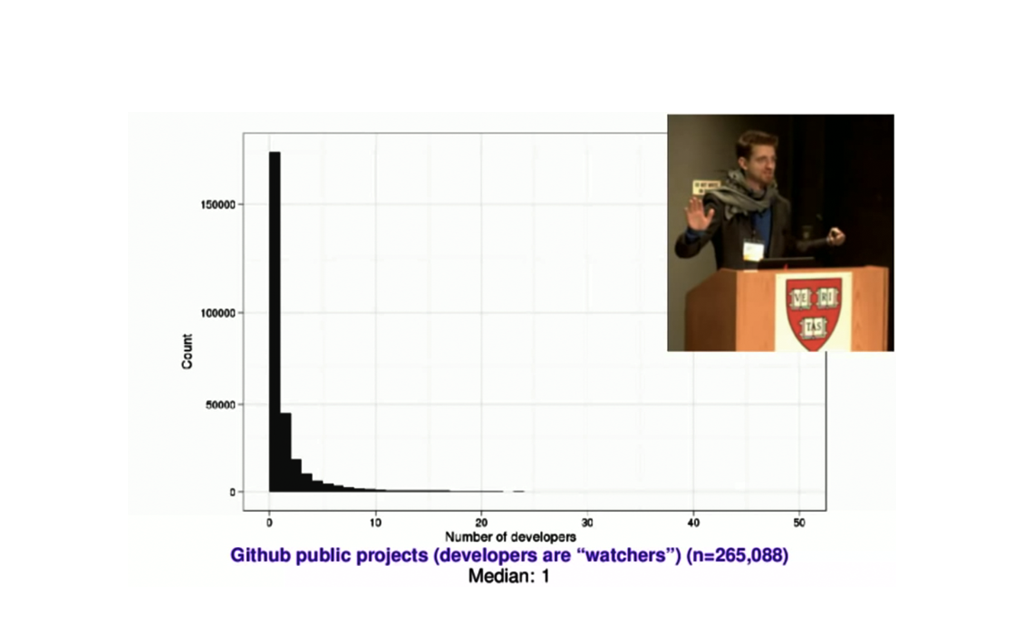 150000
100000
50000
0
Count
0 10 20 30 40 50
Number of developers
Github public projects (developers are “watchers”) (n=265,088)
Median: 1
VE RI
TAS